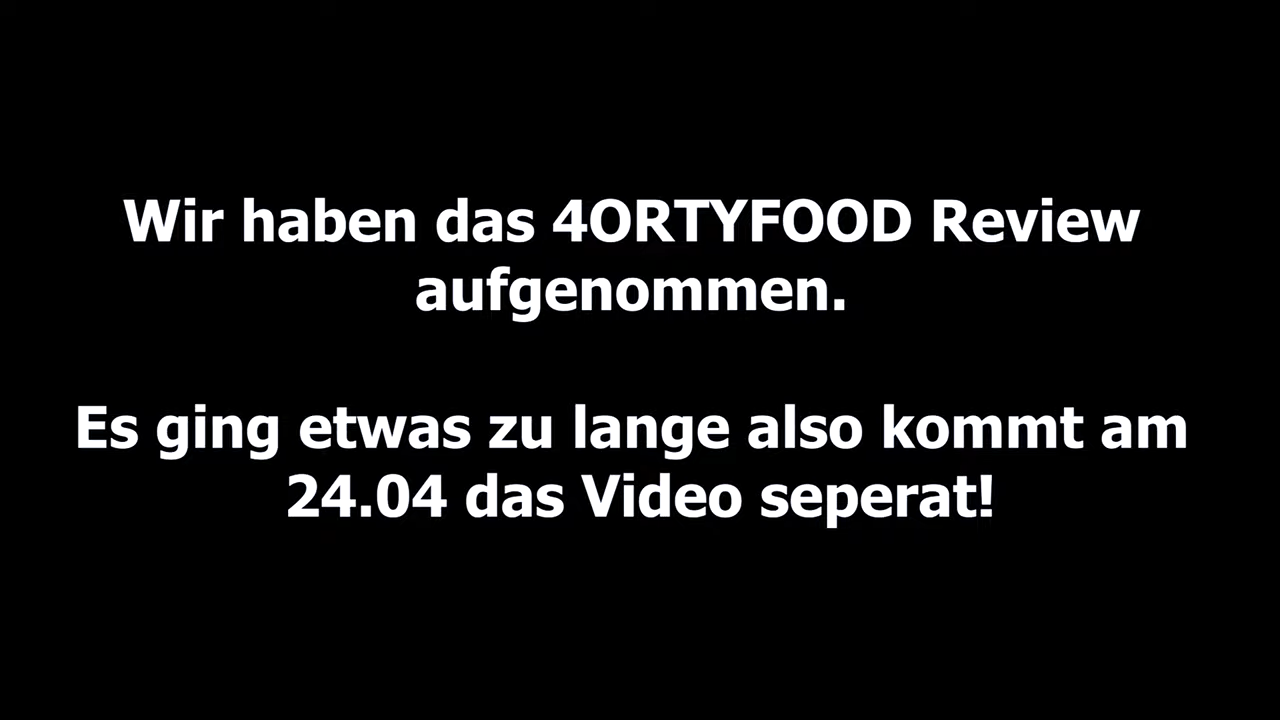 Wir haben das 4ORTYFOOD Review
aufgenommen.
Es ging etwas zu lange also kommt am
24.04 das Video seperat!